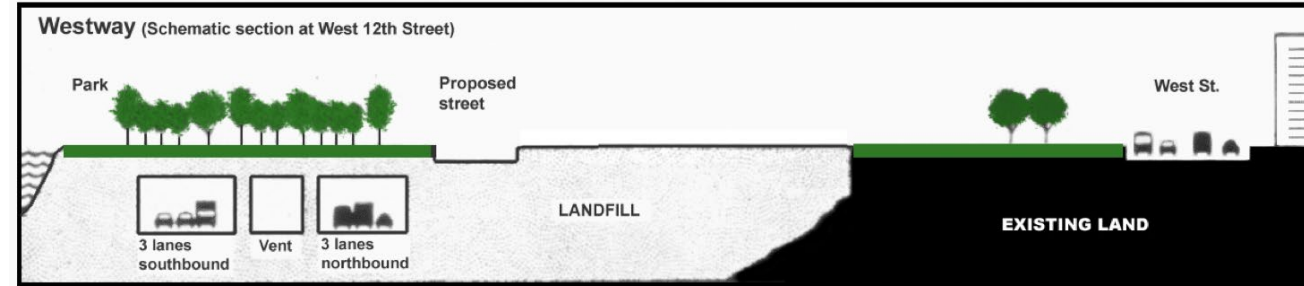 Westway (Schematic section at West 12th Street)
Park
Proposed
street
West St.
LANDFILL
EXISTING LAND
3 lanes
southbound
Vent
3 lanes
northbound